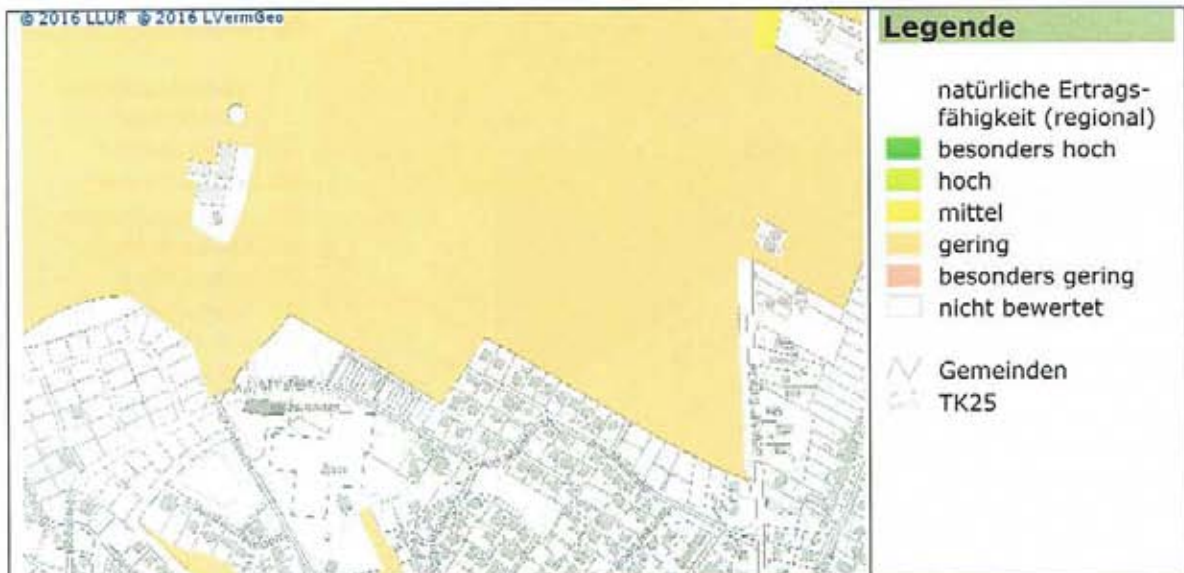 © 2016 LLUR © 2016 LVermGeo
Legende
natürliche Ertrags-
fähigkeit (regional)
besonders hoch
hoch
mittel
gering
besonders gering
nicht bewertet
Gemeinden
TK25